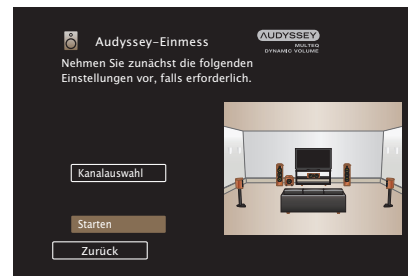 Audyssey-Einmess
AUDYSSEY
MULTEQ
DYNAMIC VOLUME
Nehmen Sie zunächst die folgenden
Einstellungen vor, falls erforderlich.
Kanalauswahl
Starten
Zurück